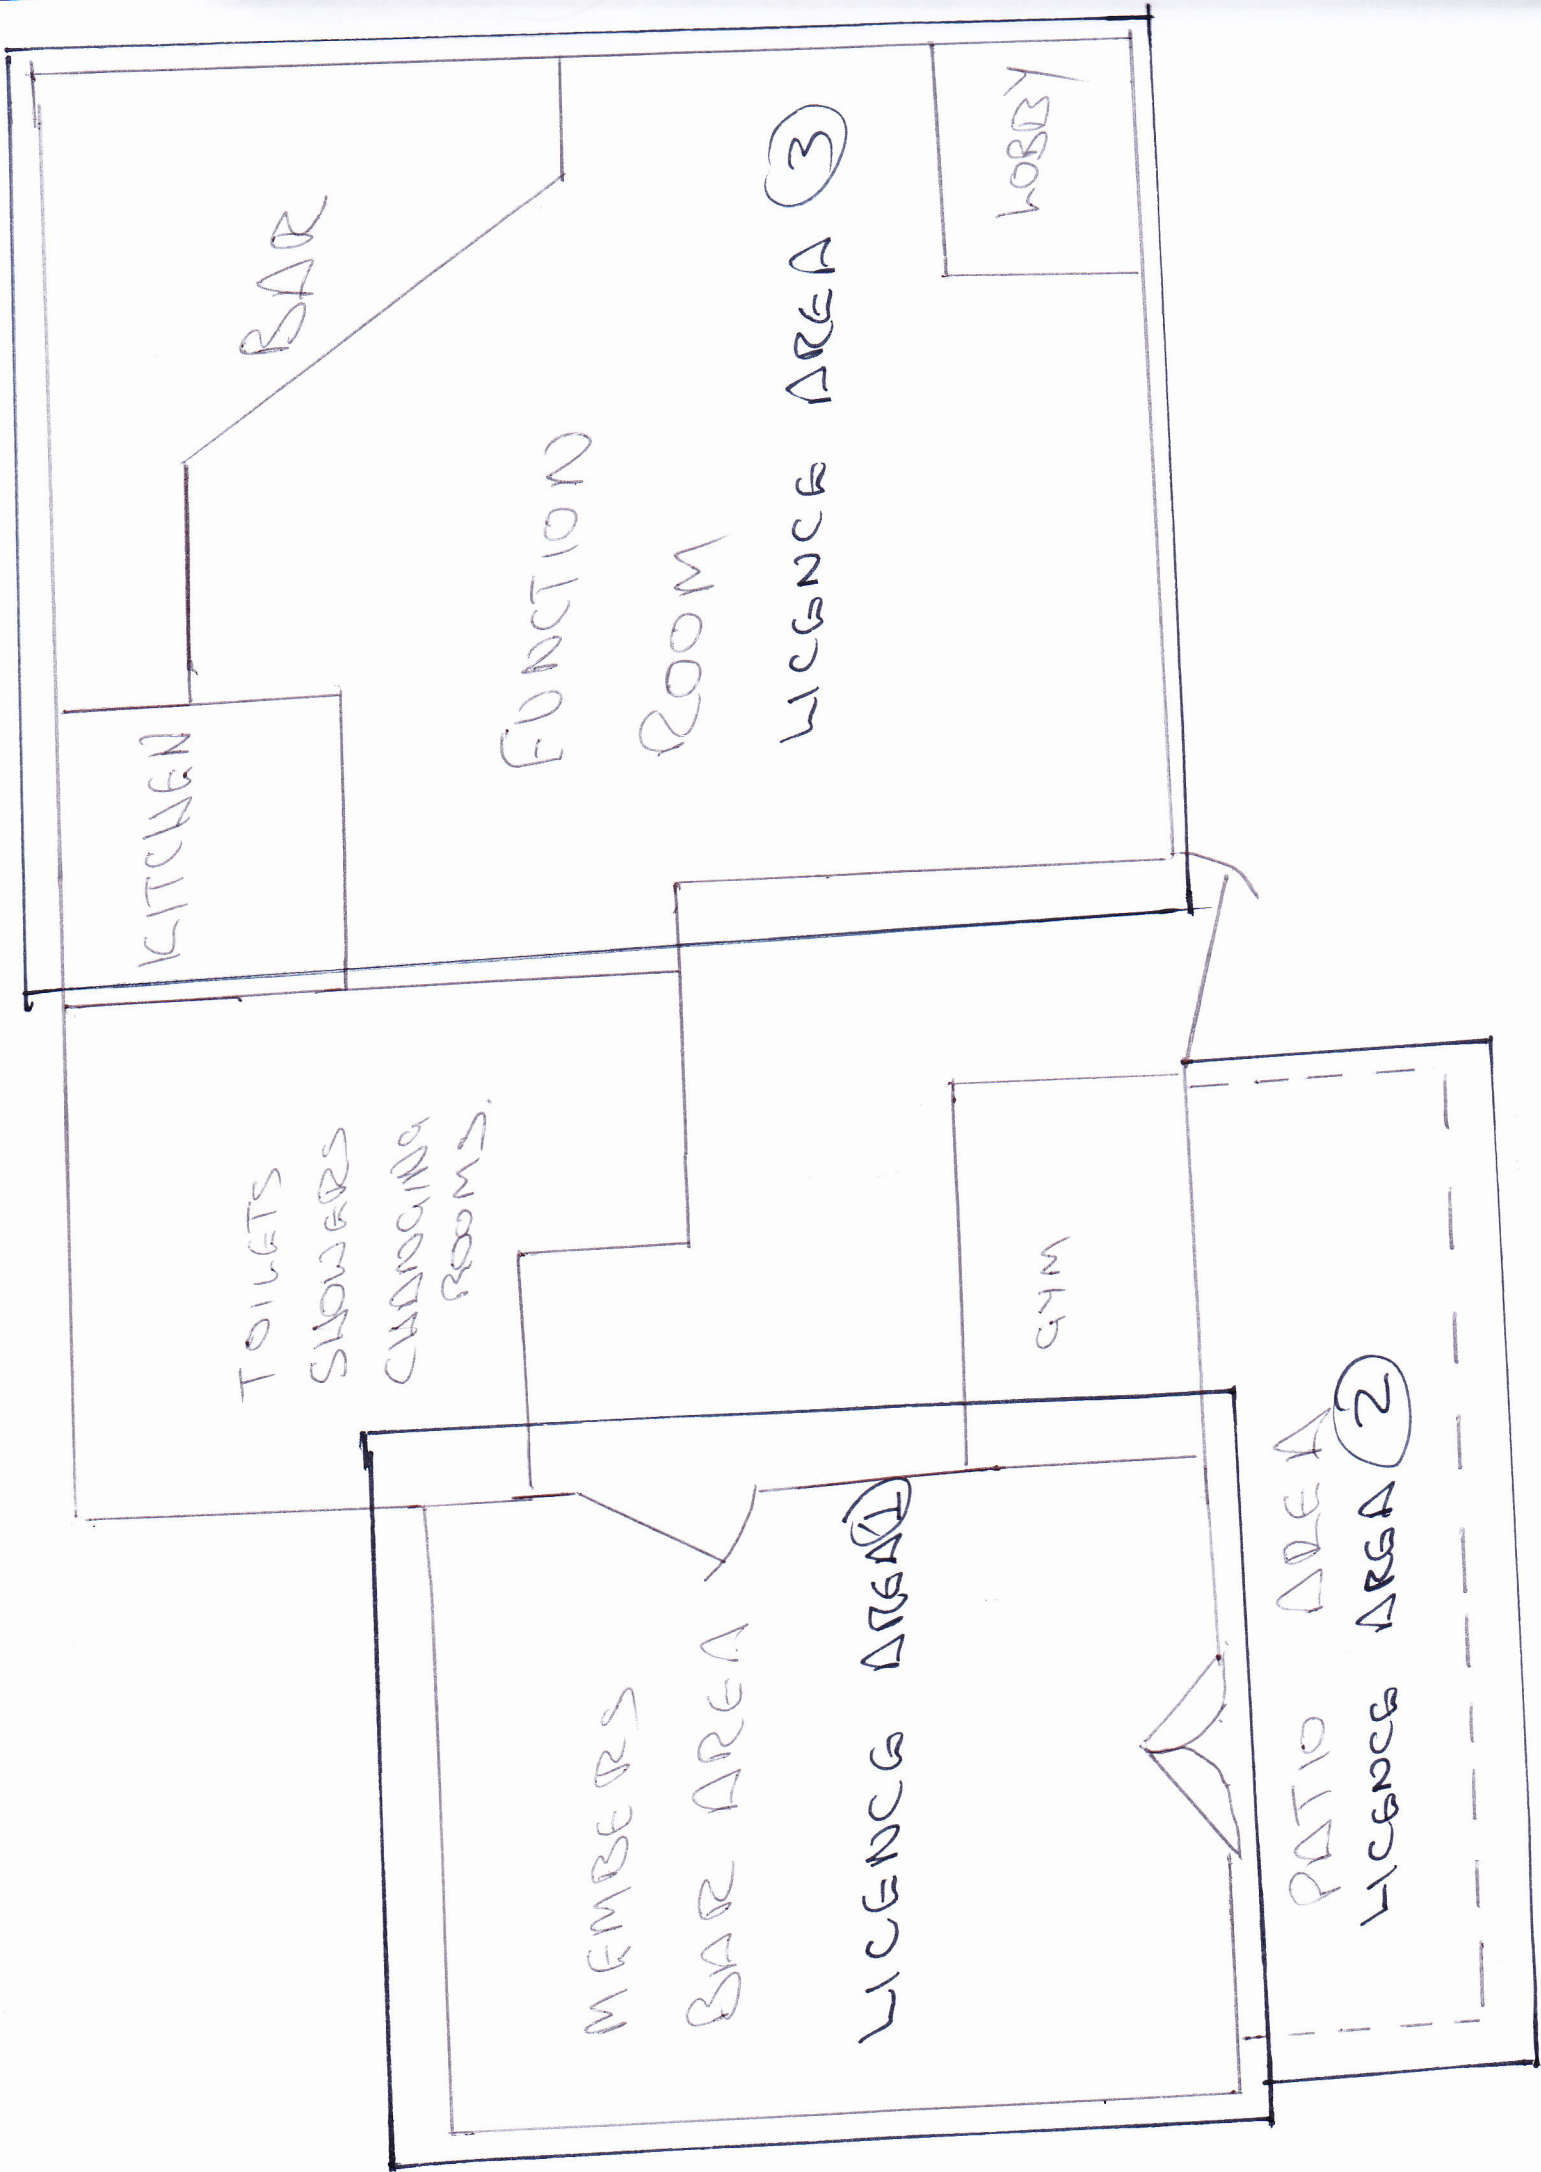 MEMBERS
BAR AREA
LICENCE AREA 1
TOILETS
SHOWERS
CHANGING
ROOMS.
GYM
PATIO AREA
LICENCE AREA 2
KITCHEN
BAR
FUNCTION
ROOM
LICENCE AREA 3
LOBBY